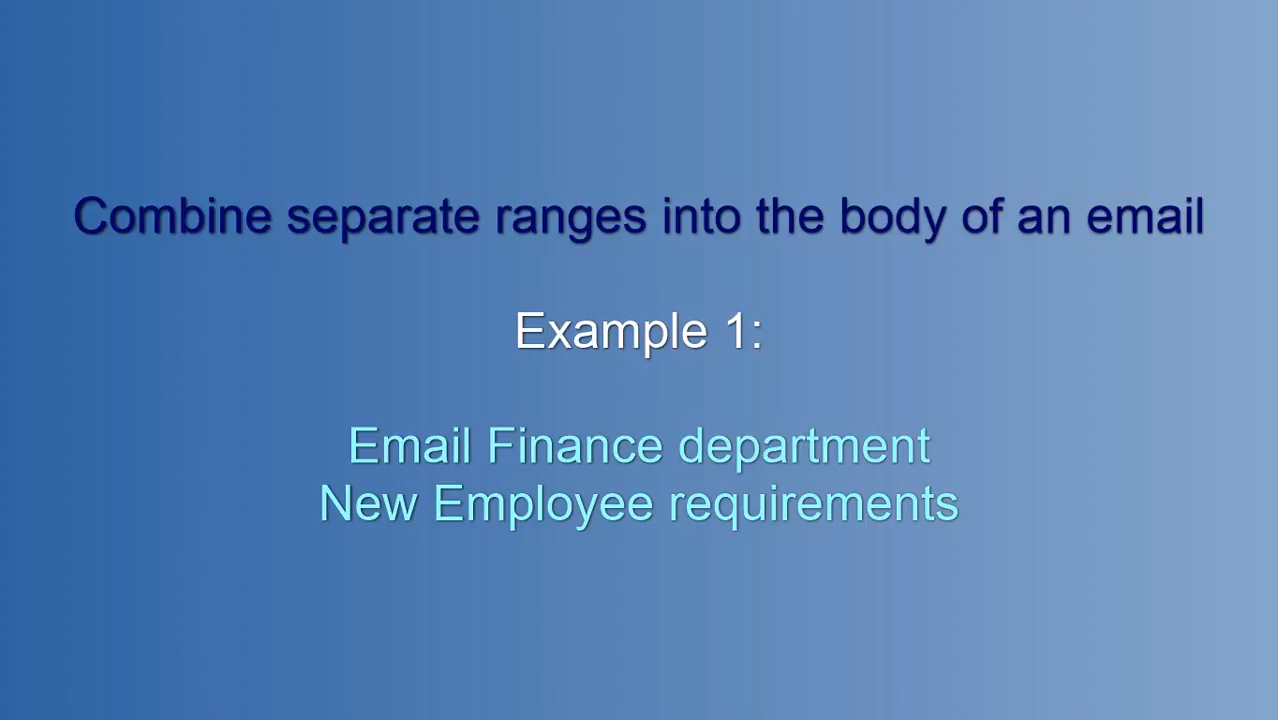 Combine separate ranges into the body of an email
Example 1:
Email Finance department
New Employee requirements